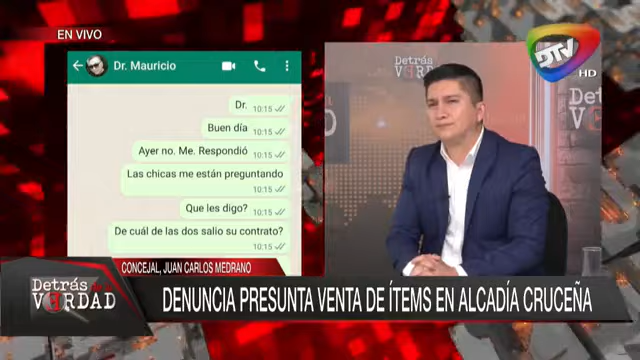 EN VIVO
Dr. Mauricio
Dr.
10:15
Buen día
10:15
Ayer no. Me. Respondió
10:15
Las chicas me están preguntando
10:15
Que les digo?
10:15
De cuál de las dos salio su contrato?
10:15
Detrás
VERDAD
DTV
HD
CONCEJAL, JUAN CARLOS MEDRANO
Detrás de la
VERDAD
DENUNCIA PRESUNTA VENTA DE ÍTEMS EN ALCADÍA CRUCEÑA